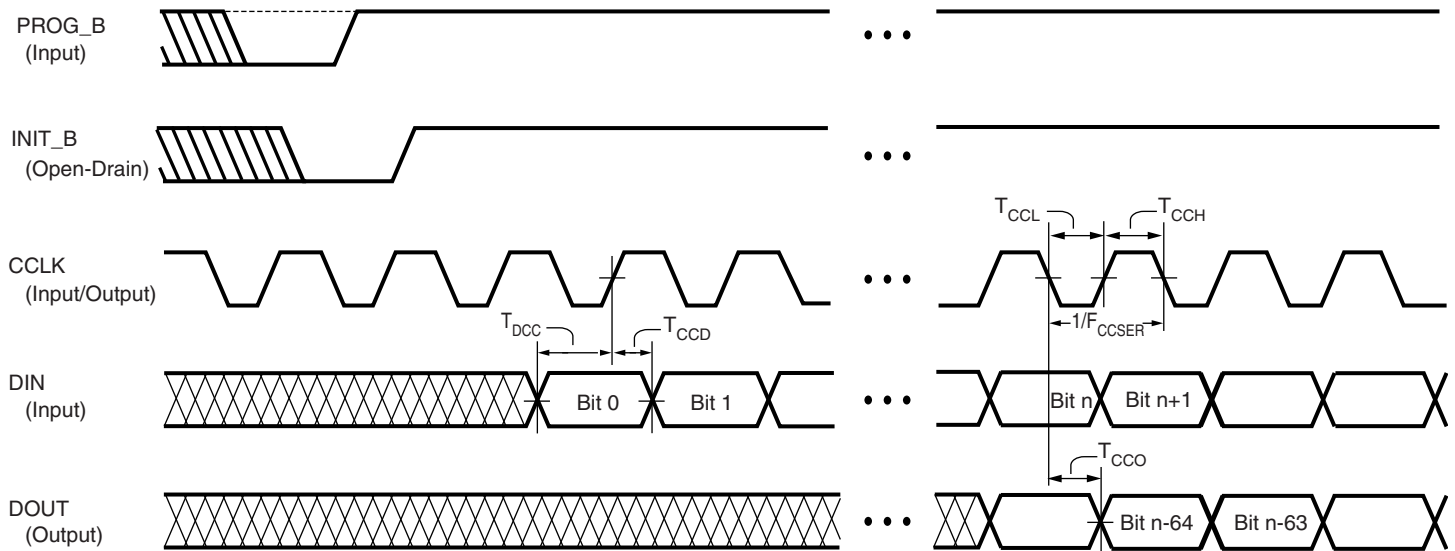 PROG_B
(Input)
INIT_B
(Open-Drain)
T_CCL
T_CCH
CCLK
(Input/Output)
1/F_CCSER
T_DCC
T_CCD
DIN
(Input)
Bit 0
Bit 1
Bit n
Bit n+1
T_CCO
DOUT
(Output)
Bit n-64
Bit n-63